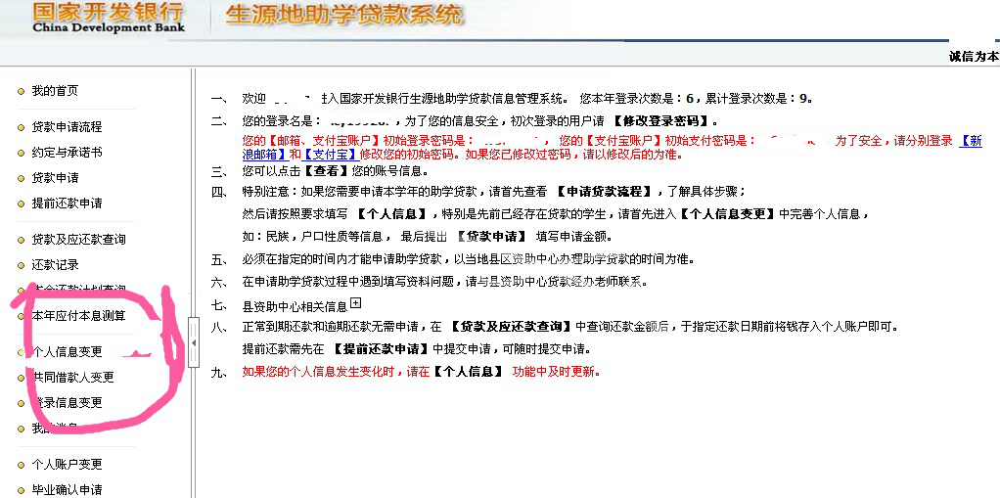 国家开发银行
China Development Bank
生源地助学贷款系统
诚信为本
我的首页
贷款申请流程
约定与承诺书
贷款申请
提前还款申请
贷款及应还款查询
还款记录
本年应付本息测算
个人信息变更
共同借款人变更
登录信息变更
我的消息
个人账户变更
毕业确认申请
一、 欢迎 进入国家开发银行生源地助学贷款信息管理系统。 您本年登录次数是：6，累计登录次数是：9。
二、 您的登录名是： ，为了您的信息安全，初次登录的用户请 【修改登录密码】。
您的【邮箱、支付宝账户】初始登录密码是： ， 您的【支付宝账户】初始支付密码是： 为了安全，请分别登录 【新
浪邮箱】和【支付宝】修改您的初始密码。如果您已修改过密码，请以修改后的为准。
三、 您可以点击【查看】您的账号信息。
四、 特别注意：如果您需要申请本学年的助学贷款，请首先查看 【申请贷款流程】，了解具体步骤；
然后请按照要求填写 【个人信息】，特别是先前已经存在贷款的学生，请首先进入【个人信息变更】中完善个人信息，
如：民族，户口性质等信息， 最后提出 【贷款申请】 填写申请金额。
五、 必须在指定的时间内才能申请助学贷款，以当地县区资助中心办理助学贷款的时间为准。
六、 在申请助学贷款过程中遇到填写资料问题，请与县资助中心贷款经办老师联系。
七、 县资助中心相关信息
八、 正常到期还款和逾期还款无需申请，在 【贷款及应还款查询】中查询还款金额后，于指定还款日期前将钱存入个人账户即可。
提前还款需先在 【提前还款申请】中提交申请，可随时提交申请。
九、 如果您的个人信息发生变化时，请在【个人信息】 功能中及时更新。